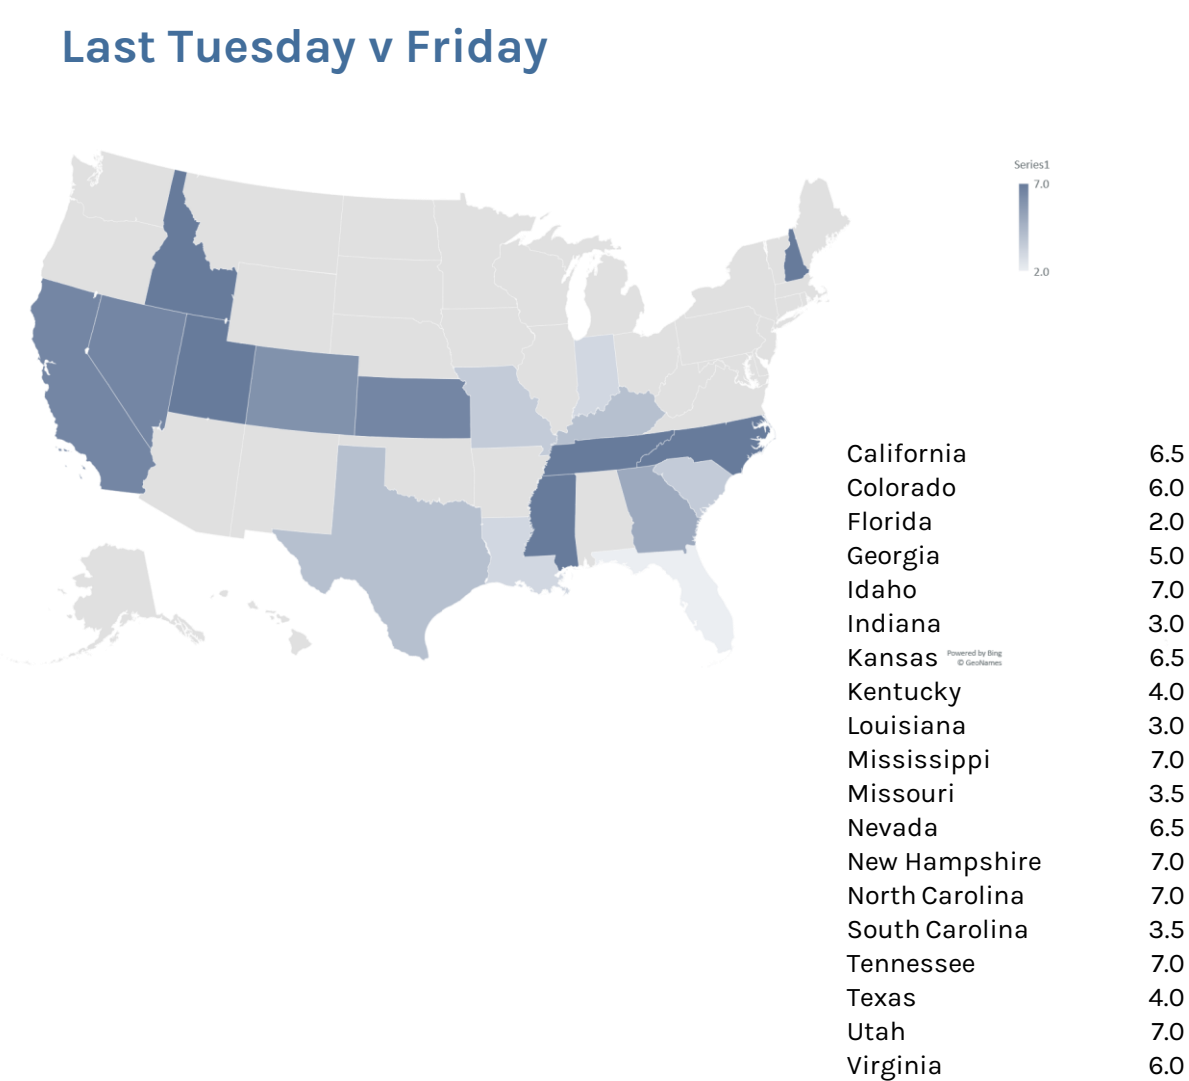 Last Tuesday v Friday
Series1
7.0
2.0
California 6.5
Colorado 6.0
Florida 2.0
Georgia 5.0
Idaho 7.0
Indiana 3.0
Kansas 6.5
Powered by Bing
© GeoNames
Kentucky 4.0
Louisiana 3.0
Mississippi 7.0
Missouri 3.5
Nevada 6.5
New Hampshire 7.0
North Carolina 7.0
South Carolina 3.5
Tennessee 7.0
Texas 4.0
Utah 7.0
Virginia 6.0